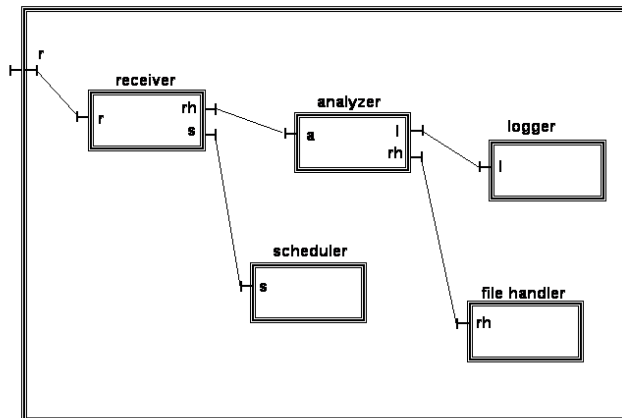 r
receiver
r
rh
s
analyzer
a
l
rh
logger
l
scheduler
s
file handler
rh